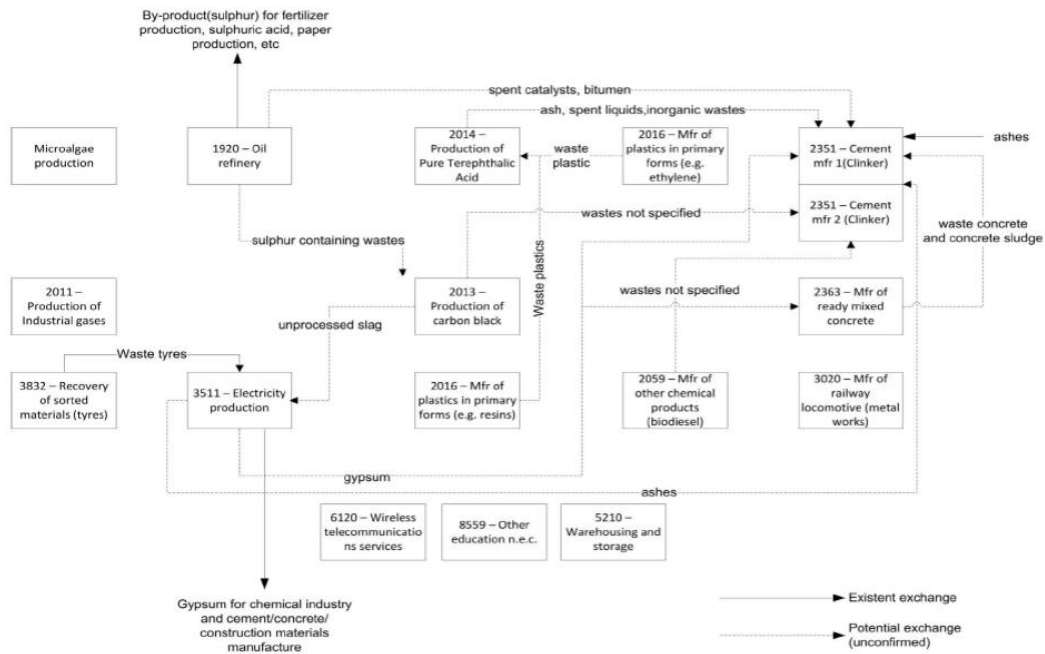 By-product(sulphur) for fertilizer
production, sulphuric acid, paper
production, etc
spent catalysts, bitumen
ash, spent liquids,inorganic wastes
Microalgae
production
1920 – Oil
refinery
2014 –
Production of
Pure Terephthalic
Acid
waste
plastic
2016 – Mfr of
plastics in primary
forms (e.g.
ethylene)
2351 – Cement
mfr 1(Clinker)
ashes
2351 – Cement
mfr 2 (Clinker)
wastes not specified
waste concrete
and concrete sludge
sulphur containing wastes
Waste plastics
2011 –
Production of
Industrial gases
2013 –
Production of
carbon black
wastes not specified
2363 – Mfr of
ready mixed
concrete
unprocessed slag
Waste tyres
3832 – Recovery
of sorted
materials (tyres)
3511 – Electricity
production
2016 – Mfr of
plastics in primary
forms (e.g. resins)
2059 – Mfr of
other chemical
products
(biodiesel)
3020 – Mfr of
railway
locomotive (metal
works)
gypsum
ashes
6120 – Wireless
telecommunicatio
ns services
8559 – Other
education n.e.c.
5210 –
Warehousing and
storage
Gypsum for chemical industry
and cement/concrete/
construction materials
manufacture
Existent exchange
Potential exchange
(unconfirmed)